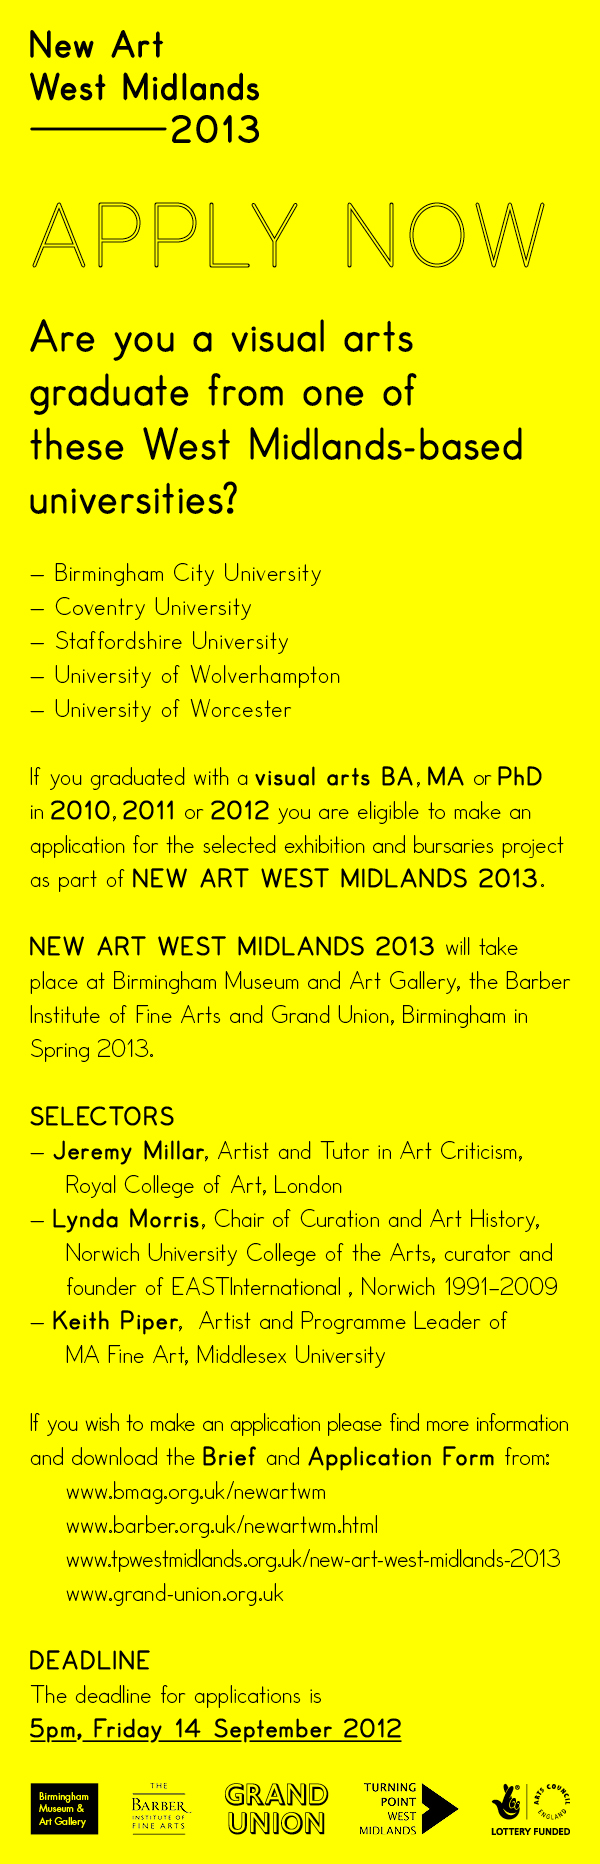 New Art
West Midlands
2013
APPLY NOW
Are you a visual arts
graduate from one of
these West Midlands-based
universities?
– Birmingham City University
– Coventry University
– Staffordshire University
– University of Wolverhampton
– University of Worcester
If you graduated with a visual arts BA, MA or PhD
in 2010, 2011 or 2012 you are eligible to make an
application for the selected exhibition and bursaries project
as part of NEW ART WEST MIDLANDS 2013.
NEW ART WEST MIDLANDS 2013 will take
place at Birmingham Museum and Art Gallery, the Barber
Institute of Fine Arts and Grand Union, Birmingham in
Spring 2013.
SELECTORS
– Jeremy Millar, Artist and Tutor in Art Criticism,
Royal College of Art, London
– Lynda Morris, Chair of Curation and Art History,
Norwich University College of the Arts, curator and
founder of EASTInternational , Norwich 1991–2009
– Keith Piper, Artist and Programme Leader of
MA Fine Art, Middlesex University
If you wish to make an application please find more information
and download the Brief and Application Form from:
www.bmag.org.uk/newartwm
www.barber.org.uk/newartwm.html
www.tpwestmidlands.org.uk/new-art-west-midlands-2013
www.grand-union.org.uk
DEADLINE
The deadline for applications is
5pm, Friday 14 September 2012
Birmingham
Museum &
Art Gallery
THE
BARBER
INSTITUTE OF
FINE ARTS
GRAND
UNION
TURNING
POINT
WEST
MIDLANDS
ARTS COUNCIL
ENGLAND
LOTTERY FUNDED